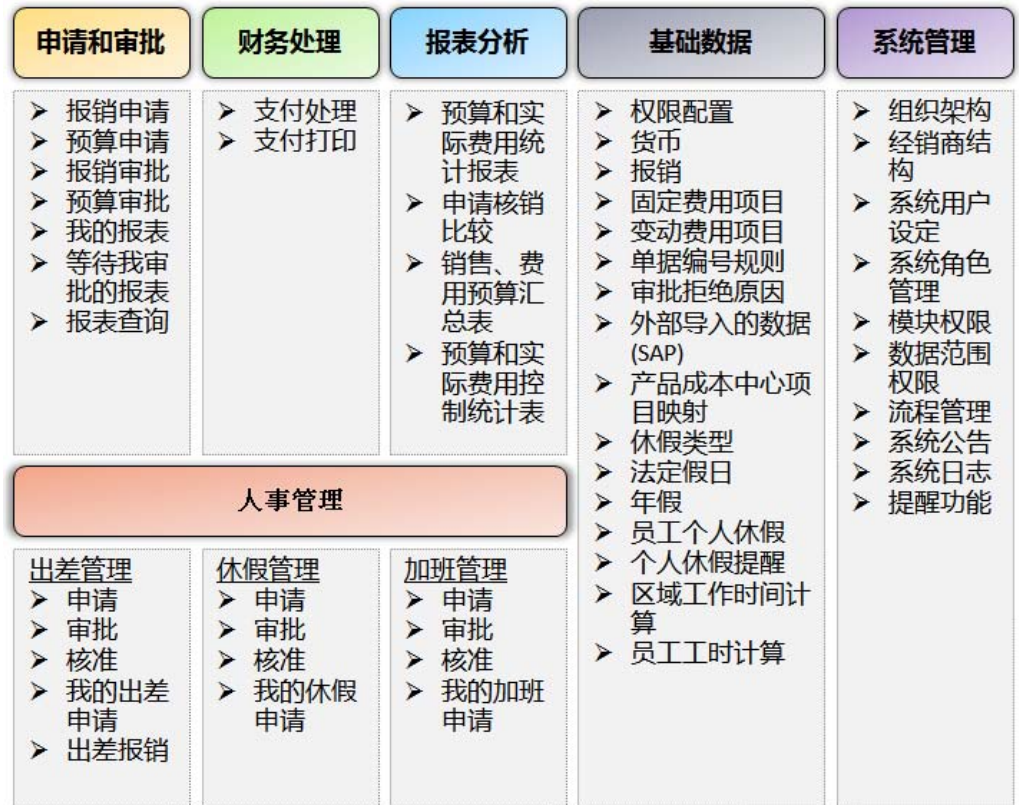 申请和审批
➢ 报销申请
➢ 预算申请
➢ 报销审批
➢ 预算审批
➢ 我的报表
➢ 等待我审
批的报表
➢ 报表查询
财务处理
➢ 支付处理
➢ 支付打印
报表分析
➢ 预算和实
际费用统
计报表
➢ 申请核销
比较
➢ 销售、费
用预算汇
总表
➢ 预算和实
际费用控
制统计表
人事管理
出差管理
➢ 申请
➢ 审批
➢ 核准
➢ 我的出差
申请
➢ 出差报销
休假管理
➢ 申请
➢ 审批
➢ 核准
➢ 我的休假
申请
加班管理
➢ 申请
➢ 审批
➢ 核准
➢ 我的加班
申请
基础数据
➢ 权限配置
➢ 货币
➢ 报销
➢ 固定费用项目
➢ 变动费用项目
➢ 单据编号规则
➢ 审批拒绝原因
➢ 外部导入的数据
(SAP)
➢ 产品成本中心项
目映射
➢ 休假类型
➢ 法定假日
➢ 年假
➢ 员工个人休假
➢ 个人休假提醒
➢ 区域工作时间计
算
➢ 员工工时计算
系统管理
➢ 组织架构
➢ 经销商结
构
➢ 系统用户
设定
➢ 系统角色
管理
➢ 模块权限
➢ 数据范围
权限
➢ 流程管理
➢ 系统公告
➢ 系统日志
➢ 提醒功能